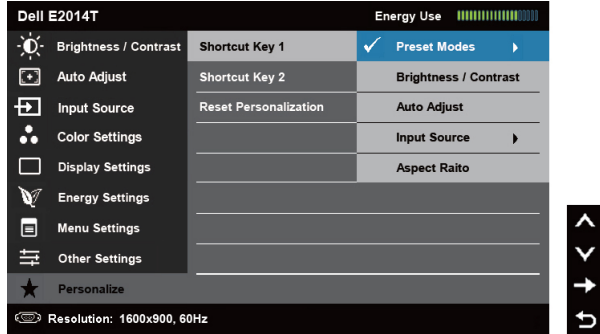 Dell E2014T
Energy Use
Brightness / Contrast
Auto Adjust
Input Source
Color Settings
Display Settings
Energy Settings
Menu Settings
Other Settings
Personalize
Shortcut Key 1
Shortcut Key 2
Reset Personalization
Preset Modes
Brightness / Contrast
Auto Adjust
Input Source
Aspect Raito
Resolution: 1600x900, 60Hz